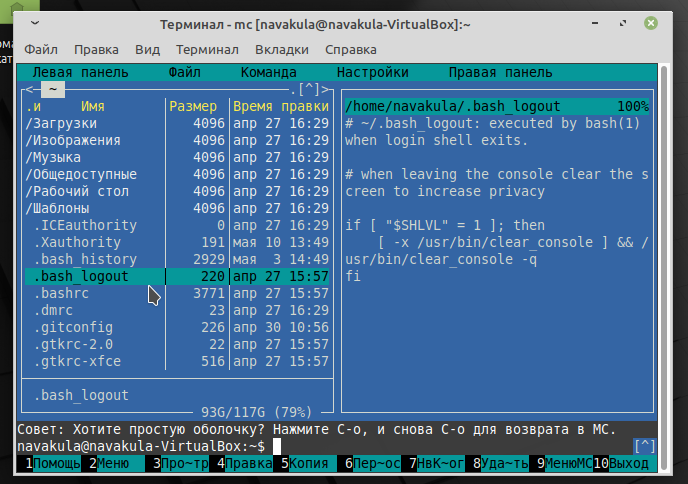 Терминал - mc [navakula@navakula-VirtualBox]:~
Файл Правка Вид Терминал Вкладки Справка
Левая панель Файл Команда Настройки Правая панель
<─ ~ .[^]>
.и Имя Размер Время правки
/Загрузки 4096 апр 27 16:29
/Изображения 4096 апр 27 16:29
/Музыка 4096 апр 27 16:29
/Общедоступные 4096 апр 27 16:29
/Рабочий стол 4096 апр 27 16:29
/Шаблоны 4096 апр 27 16:29
.ICEauthority 0 апр 27 16:29
.Xauthority 191 мая 10 13:49
.bash_history 2929 мая 3 14:49
.bash_logout 220 апр 27 15:57
.bashrc 3771 апр 27 15:57
.dmrc 23 апр 27 16:29
.gitconfig 226 апр 30 10:56
.gtkrc-2.0 22 апр 27 15:57
.gtkrc-xfce 516 апр 27 15:57
.bash_logout
93G/117G (79%)
/home/navakula/.bash_logout 100%
# ~/.bash_logout: executed by bash(1)
when login shell exits.
# when leaving the console clear the s
creen to increase privacy
if [ "$SHLVL" = 1 ]; then
[ -x /usr/bin/clear_console ] && /
usr/bin/clear_console -q
fi
Совет: Хотите простую оболочку? Нажмите C-o, и снова C-o для возврата в MC.
navakula@navakula-VirtualBox:~$ [^]
1Помощь 2Меню 3Про~тр 4Правка 5Копия 6Пер~ос 7НвК~ог 8Уда~ть 9МенюMC 10Выход